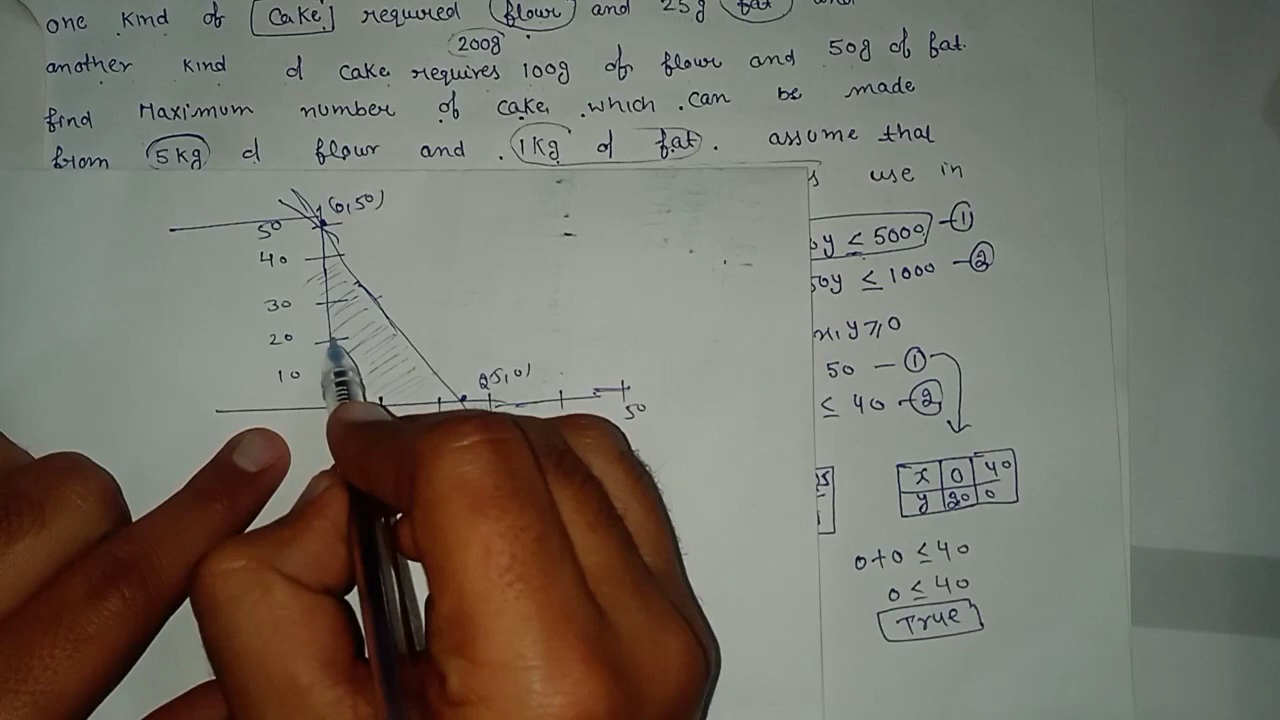 one kind of Cake required flour and 25g fat and
200g
another kind of cake requires 100g of flour and 50g of fat.
find Maximum number of cake which can be made
from 5kg of flour and 1kg of fat. assume that
s use in
y ≤ 5000 -①
50y ≤ 1000 -②
x, y ≥ 0
50 - ①
≤ 40 -②
x 0 40
y 20 0
0+0 ≤ 40
0 ≤ 40
True
(0,50)
50
40
30
20
10
25,0)
50